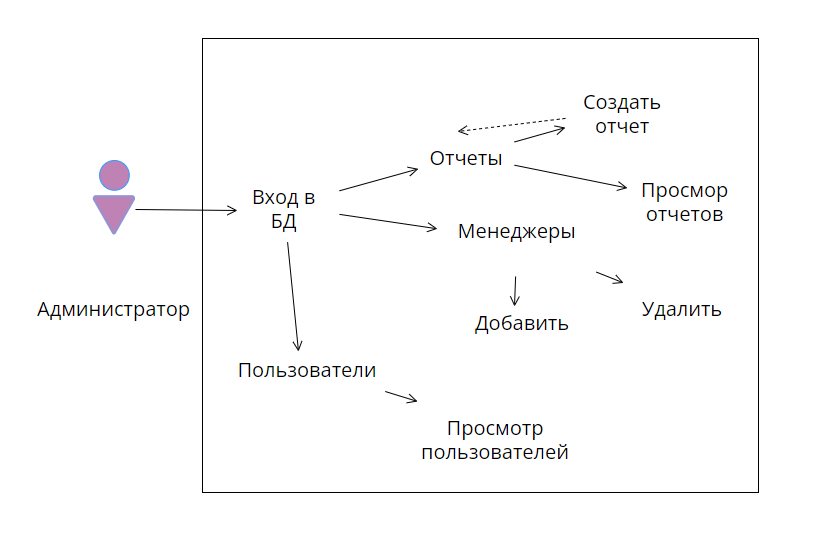 Создать
отчет
Отчеты
Просмор
отчетов
Вход в
БД
Менеджеры
Администратор
Добавить
Удалить
Пользователи
Просмотр
пользователей